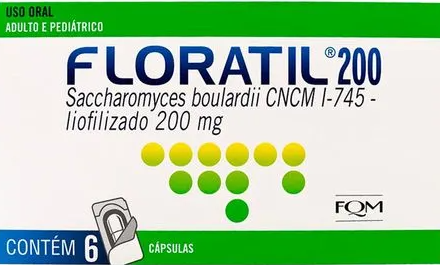 USO ORAL
ADULTO E PEDIÁTRICO
FLORATIL® 200
Saccharomyces boulardii CNCM I-745 -
liofilizado 200 mg
FQM
CONTÉM 6 CÁPSULAS